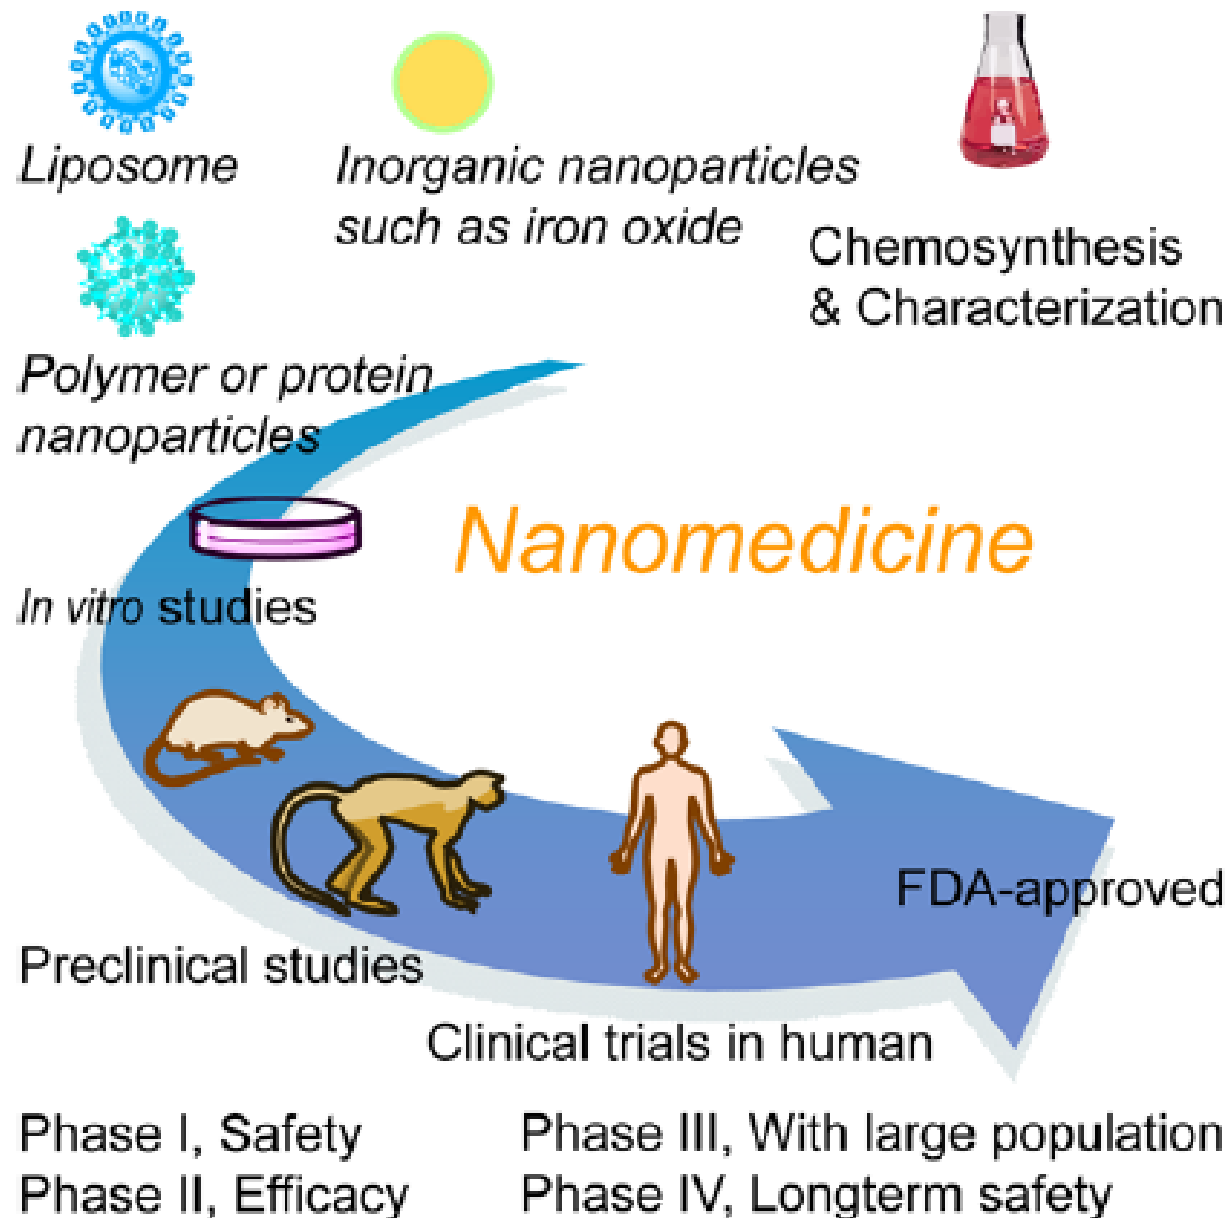 Liposome
Inorganic nanoparticles
such as iron oxide
Chemosynthesis
& Characterization
Polymer or protein
nanoparticles
Nanomedicine
In vitro studies
FDA-approved
Preclinical studies
Clinical trials in human
Phase I, Safety
Phase II, Efficacy
Phase III, With large population
Phase IV, Longterm safety